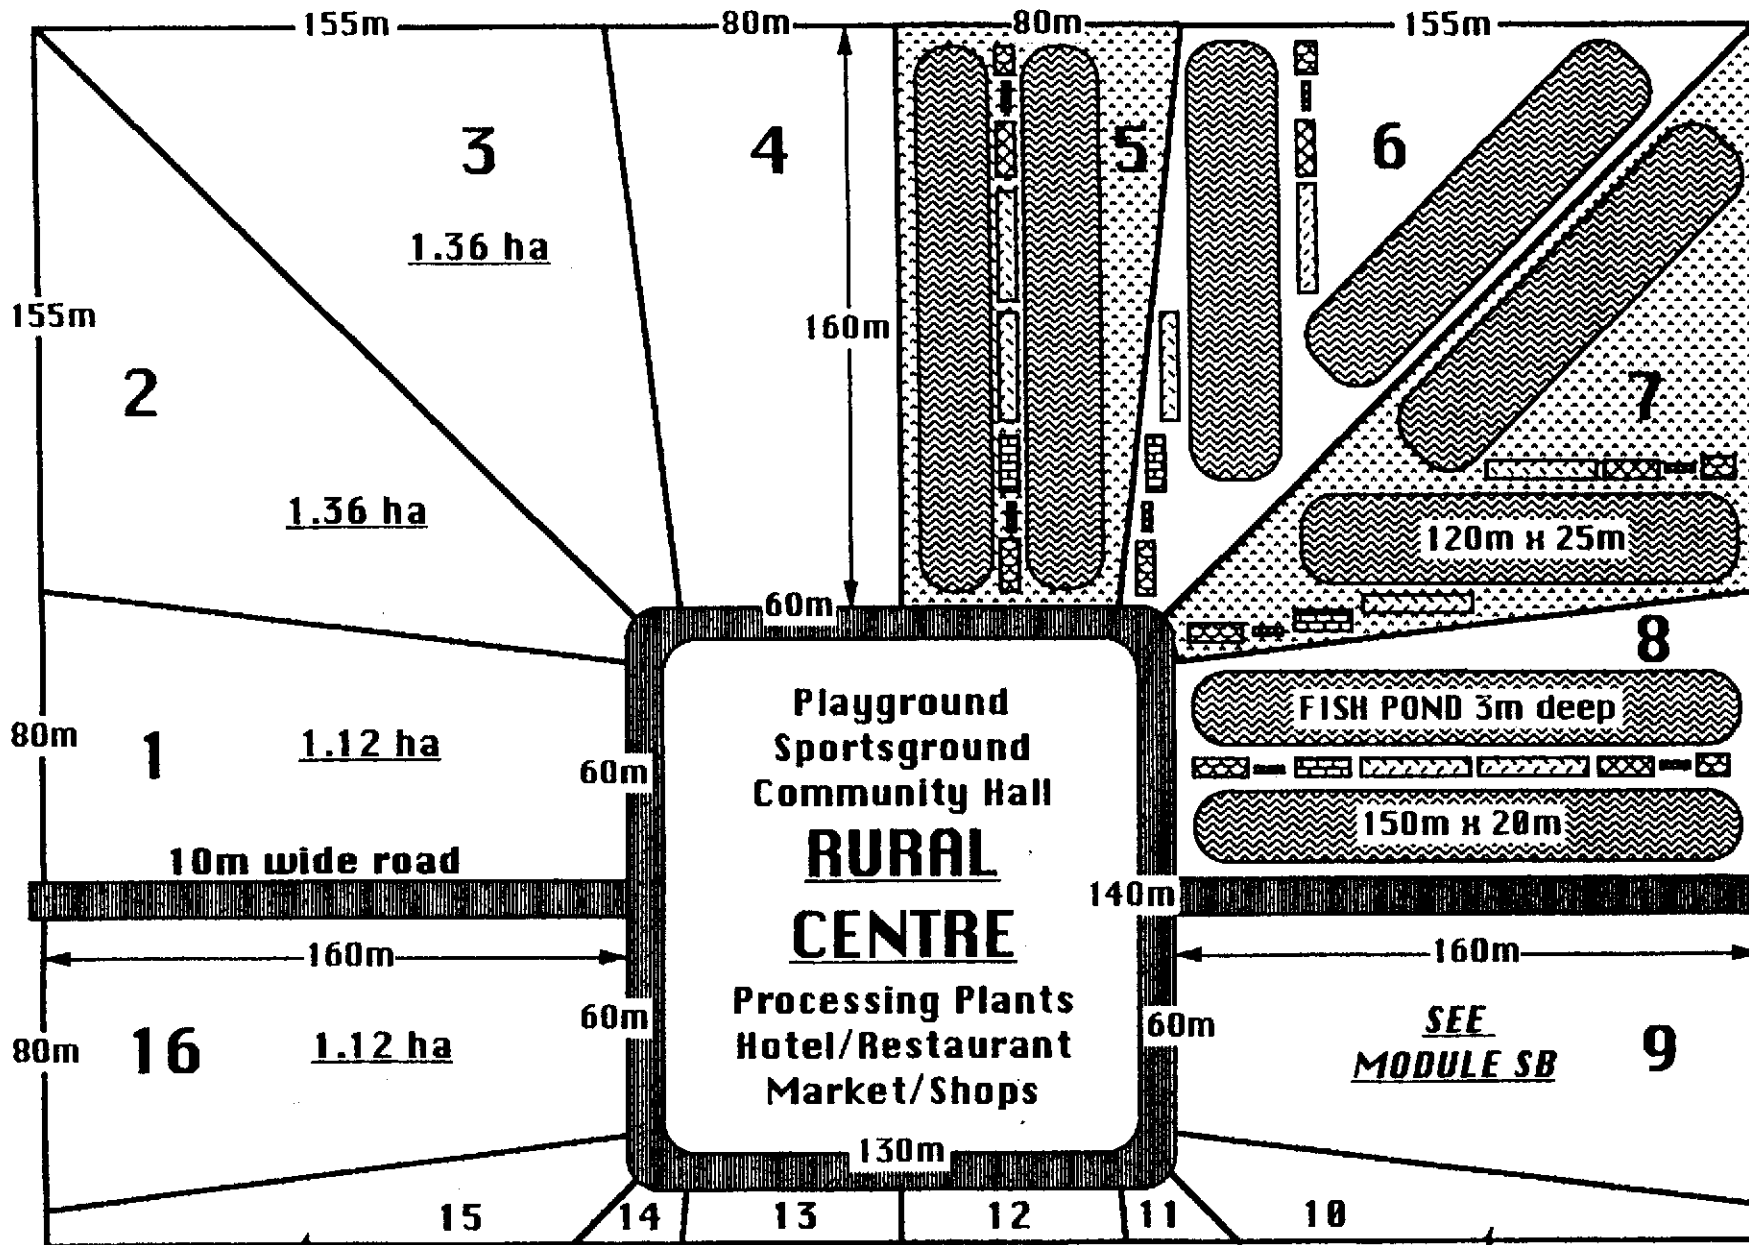 155m
80m
80m
155m
3
4
5
6
1.36 ha
155m
160m
2
7
1.36 ha
120m x 25m
60m
8
Playground
Sportsground
Community Hall
RURAL
CENTRE
Processing Plants
Hotel/Restaurant
Market/Shops
FISH POND 3m deep
80m
1
1.12 ha
60m
150m x 20m
10m wide road
140m
160m
160m
80m
16
1.12 ha
60m
60m
SEE
MODULE SB
9
130m
15
14
13
12
11
10